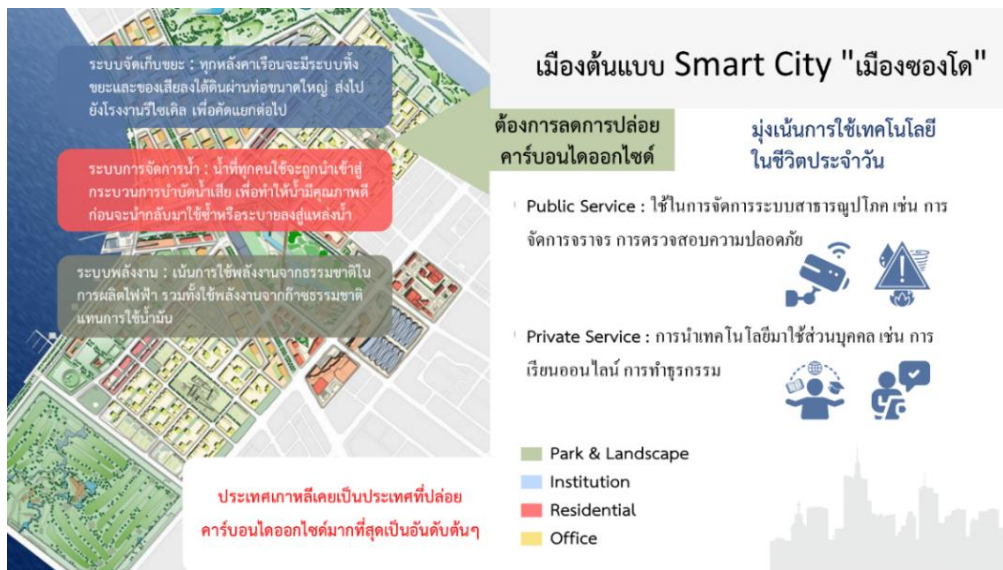 เมืองต้นแบบ Smart City "เมืองซองโด"
ระบบจัดเก็บขยะ : ทุกหลังคาเรือนจะมีระบบทิ้ง
ขยะและของเสียลงใต้ดินผ่านท่อขนาดใหญ่ ส่งไป
ยังโรงงานรีไซเคิล เพื่อคัดแยกต่อไป
ระบบการจัดการน้ำ : น้ำที่ทุกคนใช้จะถูกนำเข้าสู่
กระบวนการบำบัดน้ำเสีย เพื่อทำให้น้ำมีคุณภาพดี
ก่อนจะนำกลับมาใช้ซ้ำหรือระบายลงสู่แหล่งน้ำ
ระบบพลังงาน : เน้นการใช้พลังงานจากธรรมชาติใน
การผลิตไฟฟ้า รวมทั้งใช้พลังงานจากก๊าซธรรมชาติ
แทนการใช้น้ำมัน
ประเทศเกาหลีเคยเป็นประเทศที่ปล่อย
คาร์บอนไดออกไซด์มากที่สุดเป็นอันดับต้นๆ
ต้องการลดการปล่อย
คาร์บอนไดออกไซด์
มุ่งเน้นการใช้เทคโนโลยี
ในชีวิตประจำวัน
Public Service : ใช้ในการจัดการระบบสาธารณูปโภค เช่น การ
จัดการจราจร การตรวจสอบความปลอดภัย
Private Service : การนำเทคโนโลยีมาใช้ส่วนบุคคล เช่น การ
เรียนออนไลน์ การทำธุรกรรม
Park & Landscape
Institution
Residential
Office